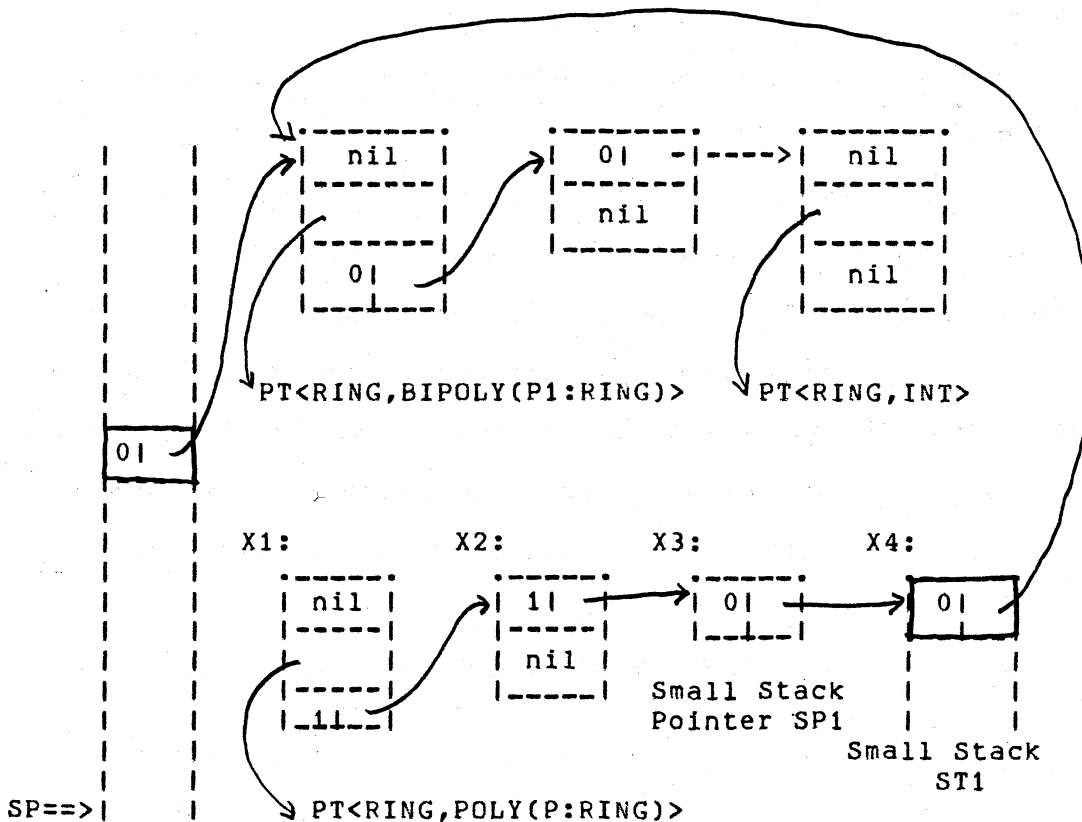 nil 0| nil
nil
0| nil
PT<RING,BIPOLY(P1:RING)> PT<RING,INT>
0|
X1: X2: X3: X4:
nil 1| 0| 0|
nil
1| Small Stack
Pointer SP1
Small Stack
ST1
SP==> PT<RING,POLY(P:RING)>